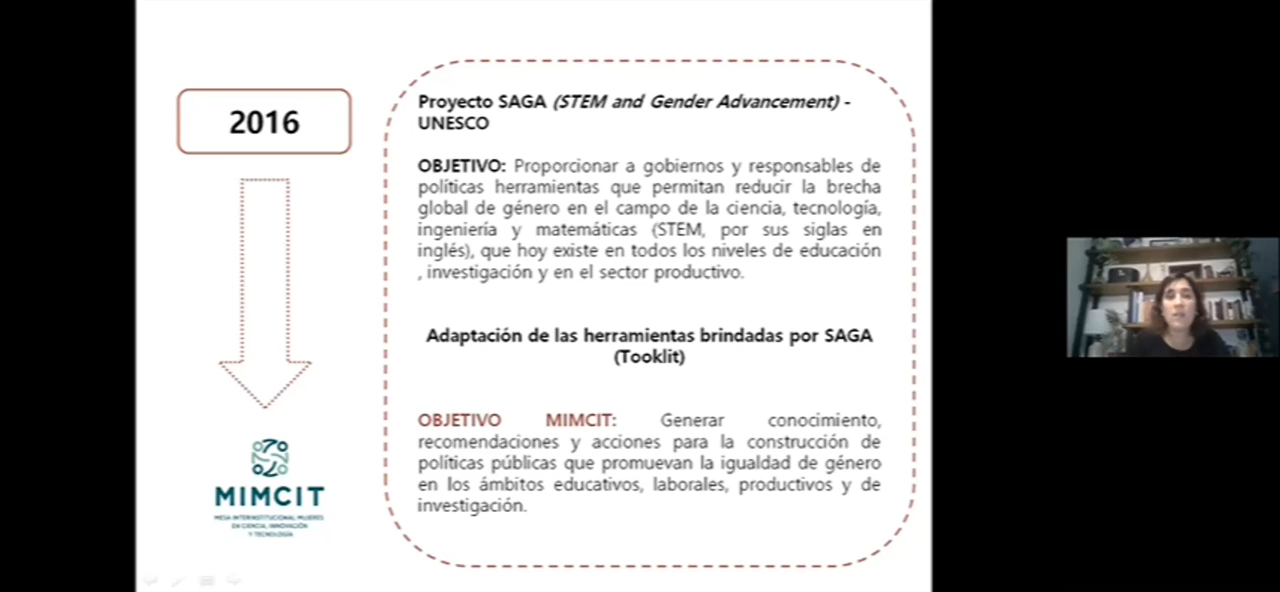 2016
Proyecto SAGA (STEM and Gender Advancement) -
UNESCO
OBJETIVO: Proporcionar a gobiernos y responsables de
políticas herramientas que permitan reducir la brecha
global de género en el campo de la ciencia, tecnología,
ingeniería y matemáticas (STEM, por sus siglas en
inglés), que hoy existe en todos los niveles de educación
, investigación y en el sector productivo.
Adaptación de las herramientas brindadas por SAGA
(Tooklit)
OBJETIVO MIMCIT: Generar conocimiento,
recomendaciones y acciones para la construcción de
políticas públicas que promuevan la igualdad de género
en los ámbitos educativos, laborales, productivos y de
investigación.
MIMCIT
MESA INTERINSTITUCIONAL MUJERES
EN CIENCIA, INNOVACIÓN
Y TECNOLOGÍA